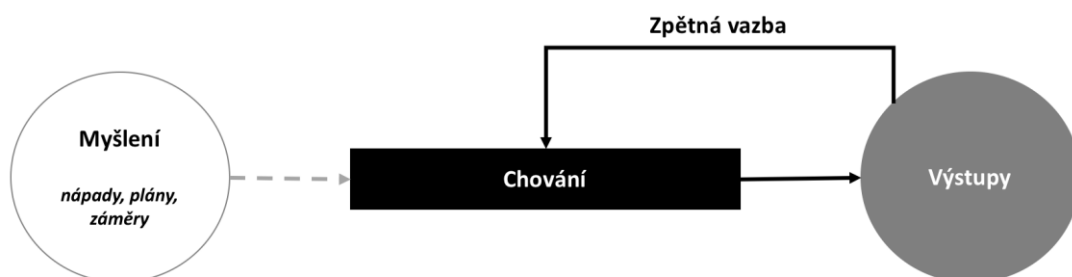 Zpětná vazba
Myšlení
nápady, plány,
záměry
Chování
Výstupy